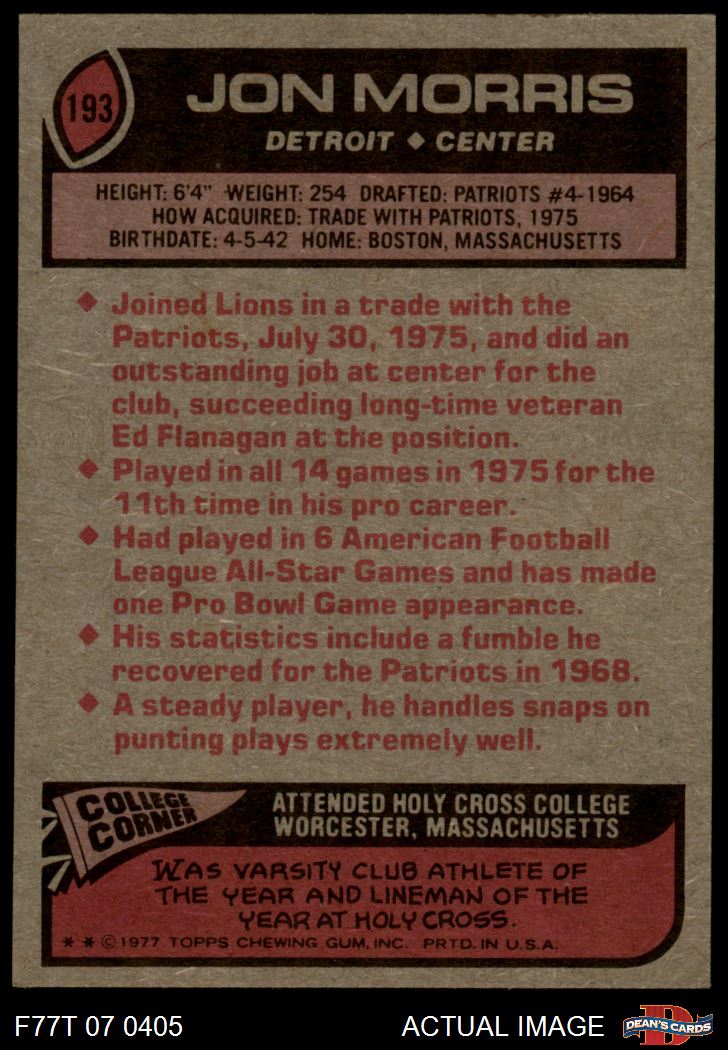 193
JON MORRIS
DETROIT ◆ CENTER
HEIGHT: 6'4" WEIGHT: 254 DRAFTED: PATRIOTS #4-1964
HOW ACQUIRED: TRADE WITH PATRIOTS, 1975
BIRTHDATE: 4-5-42 HOME: BOSTON, MASSACHUSETTS
◆ Joined Lions in a trade with the
Patriots, July 30, 1975, and did an
outstanding job at center for the
club, succeeding long-time veteran
Ed Flanagan at the position.
◆ Played in all 14 games in 1975 for the
11th time in his pro career.
◆ Had played in 6 American Football
League All-Star Games and has made
one Pro Bowl Game appearance.
◆ His statistics include a fumble he
recovered for the Patriots in 1968.
◆ A steady player, he handles snaps on
punting plays extremely well.
COLLEGE
CORNER
ATTENDED HOLY CROSS COLLEGE
WORCESTER, MASSACHUSETTS
WAS VARSITY CLUB ATHLETE OF
THE YEAR AND LINEMAN OF THE
YEAR AT HOLY CROSS.
* * © 1977 TOPPS CHEWING GUM, INC. PRTD. IN U.S.A.
F77T 07 0405
ACTUAL IMAGE
D
DEAN'S CARDS